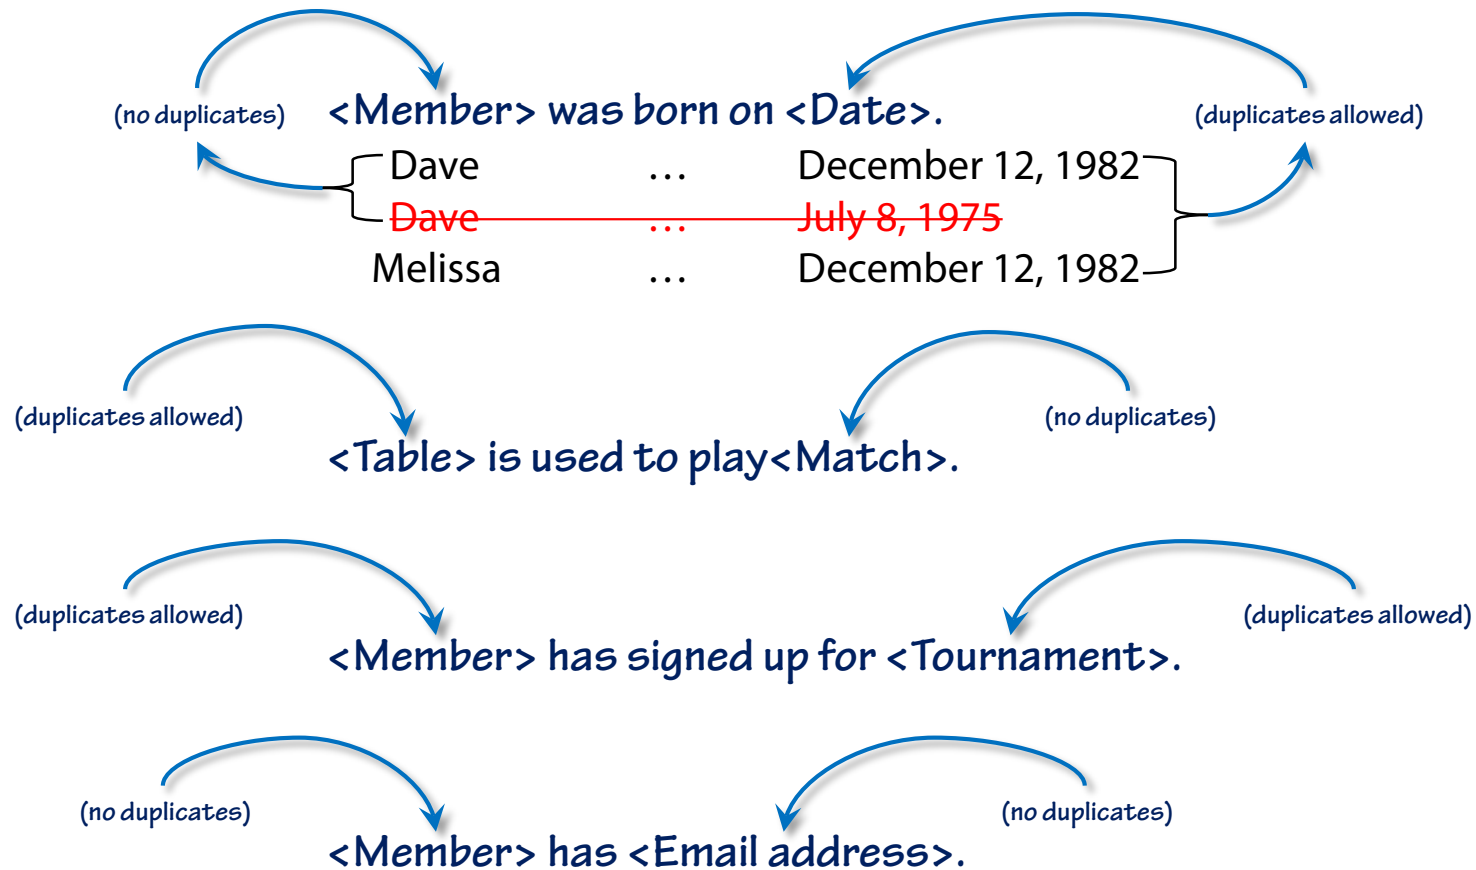 (no duplicates) <Member> was born on <Date>. (duplicates allowed)
Dave ... December 12, 1982
Dave ... July 8, 1975
Melissa ... December 12, 1982
(duplicates allowed) (no duplicates)
<Table> is used to play<Match>.
(duplicates allowed) (duplicates allowed)
<Member> has signed up for <Tournament>.
(no duplicates) (no duplicates)
<Member> has <Email address>.